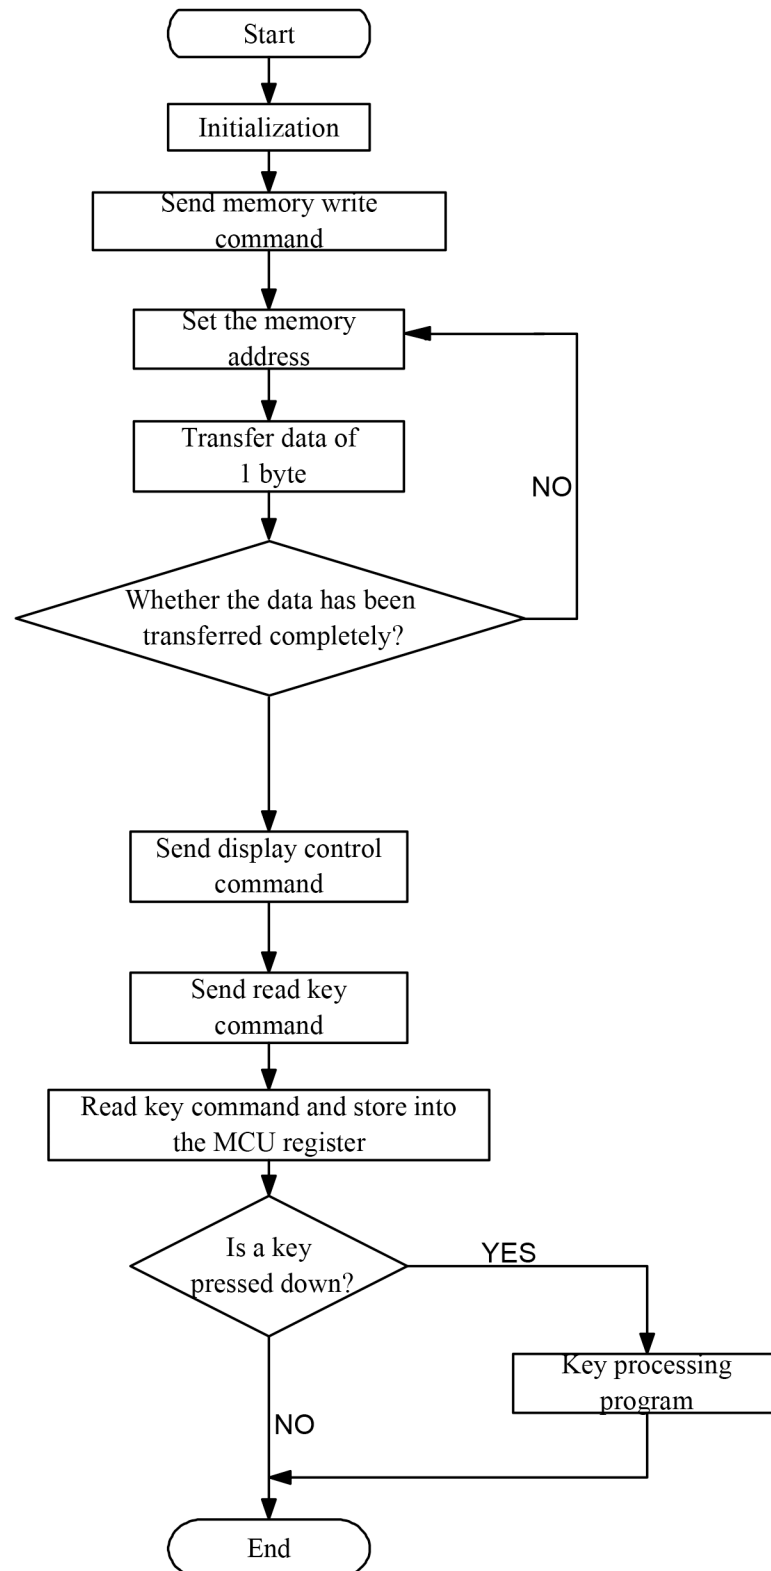 Start
Initialization
Send memory write
command
Set the memory
address
Transfer data of
1 byte
NO
Whether the data has been
transferred completely?
Send display control
command
Send read key
command
Read key command and store into
the MCU register
Is a key
pressed down?
YES
Key processing
program
NO
End